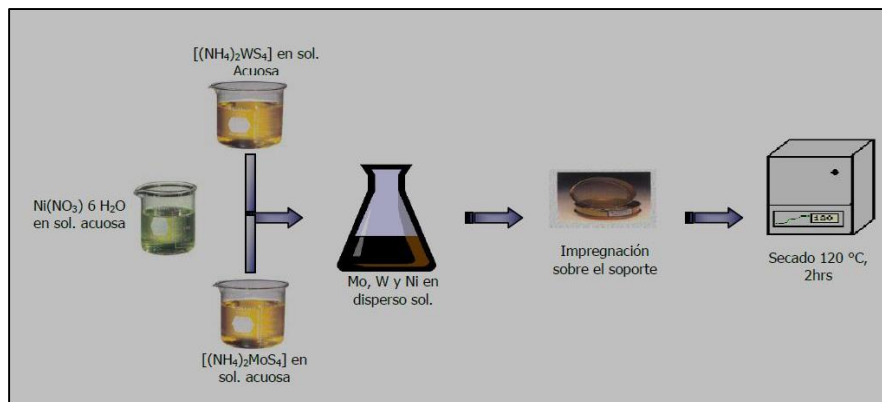 [(NH₄)₂WS₄] en sol.
Acuosa
Ni(NO₃) 6 H₂O
en sol. acuosa
[(NH₄)₂MoS₄] en
sol. acuosa
Mo, W y Ni en
disperso sol.
Impregnación
sobre el soporte
Secado 120 °C,
2hrs